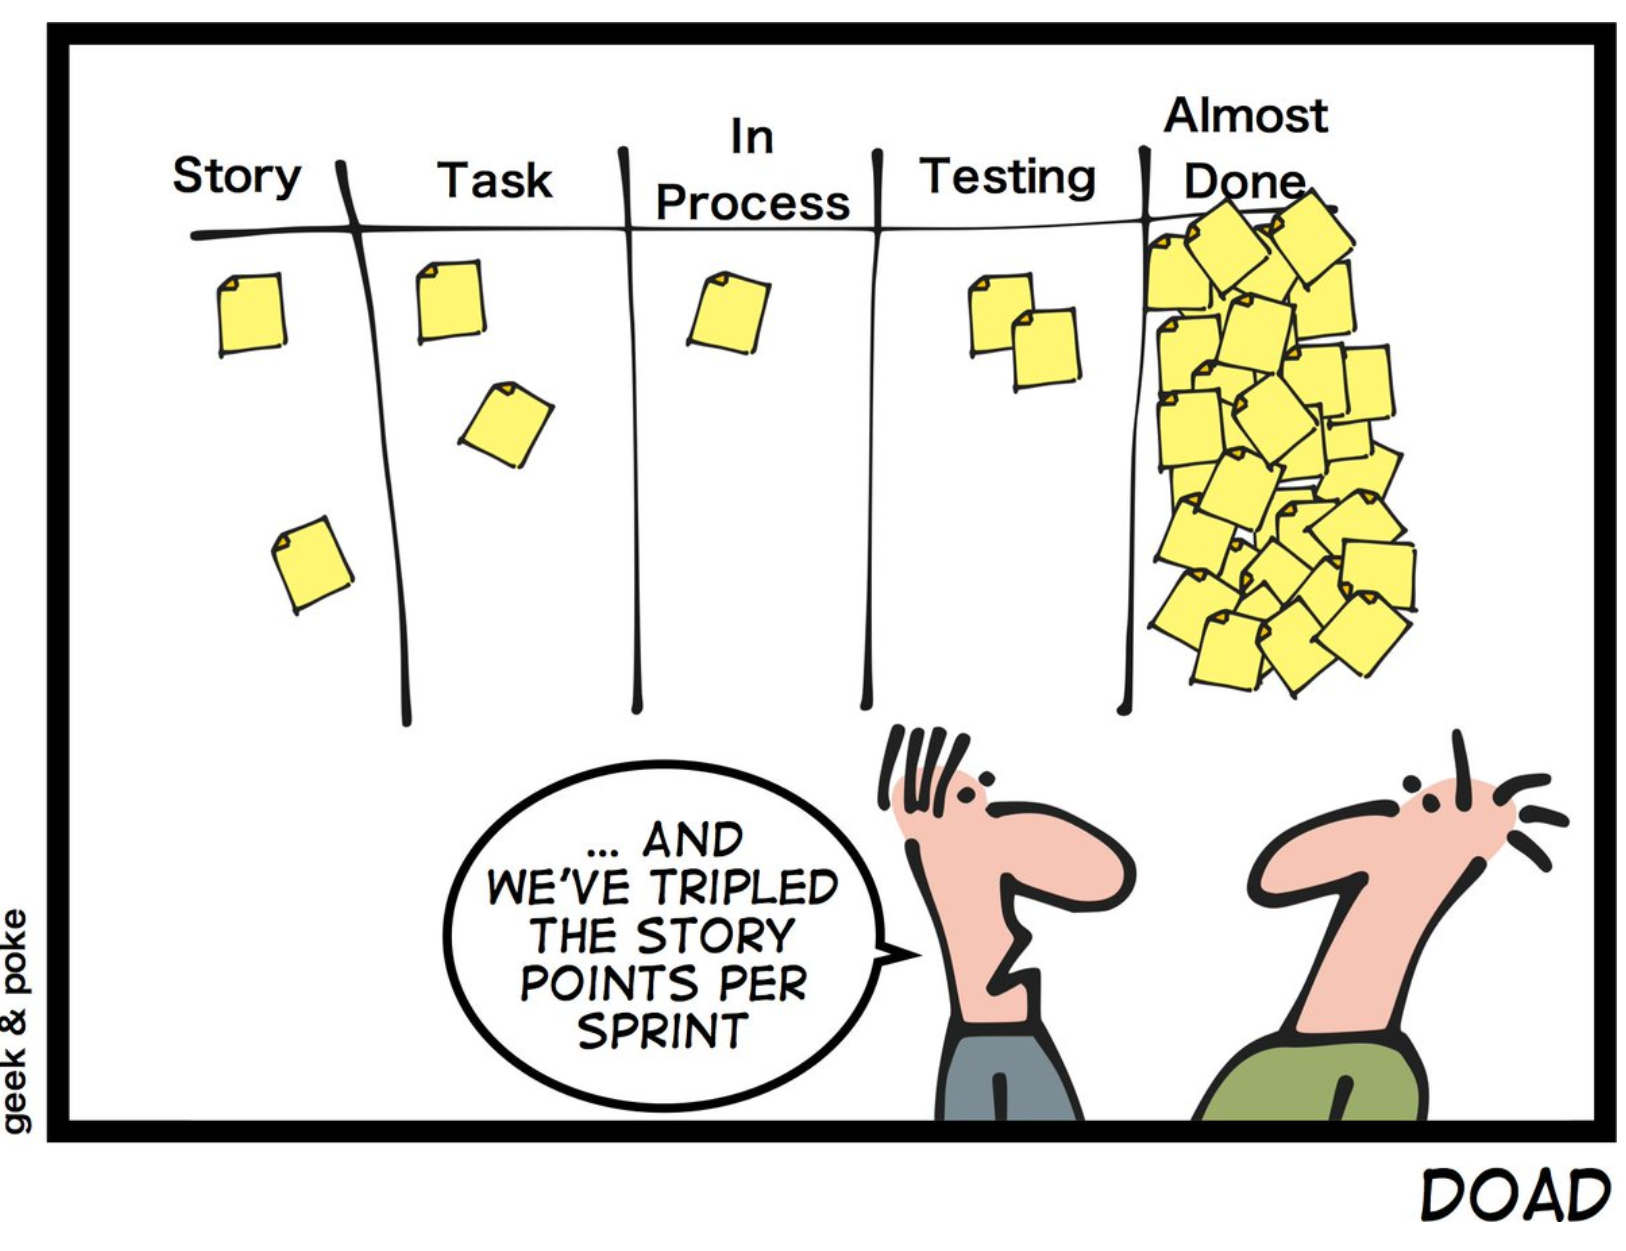 Story
Task
In
Process
Testing
Almost
Done
... AND
WE'VE TRIPLED
THE STORY
POINTS PER
SPRINT
geek & poke
DOAD